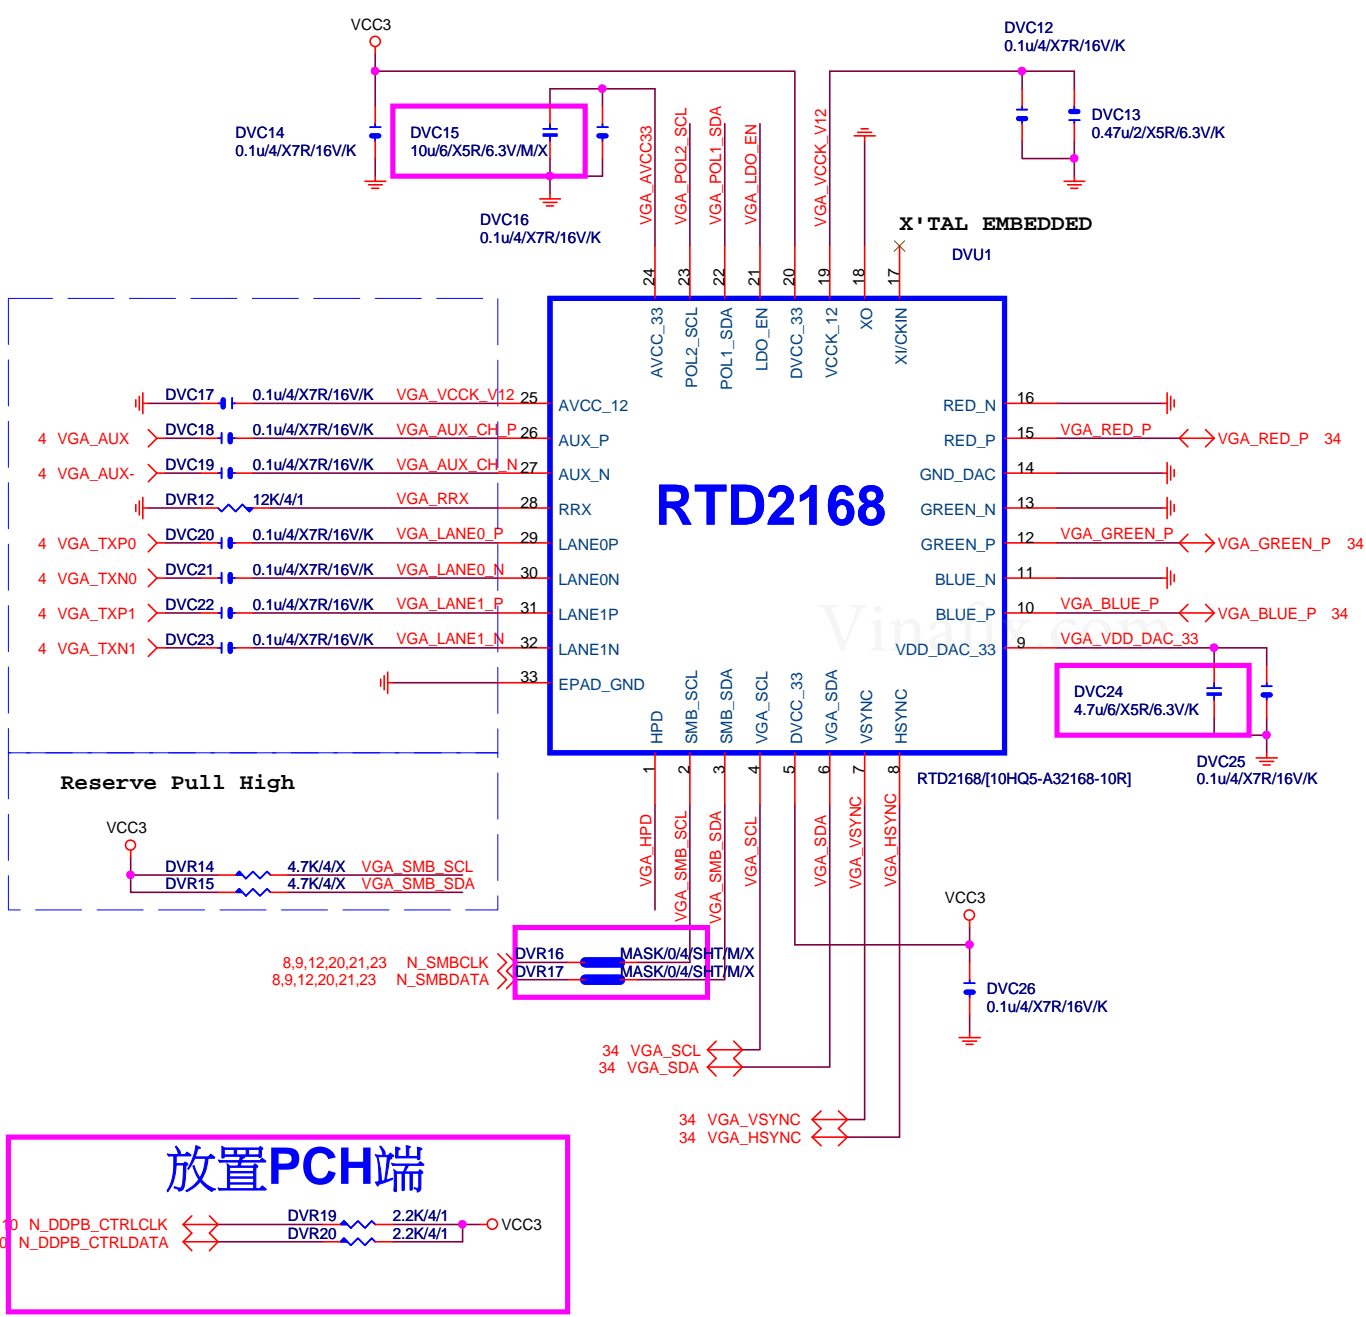 VCC3
DVC12
0.1u/4/X7R/16V/K
DVC14
0.1u/4/X7R/16V/K
DVC15
10u/6/X5R/6.3V/M/X
DVC13
0.47u/2/X5R/6.3V/K
DVC16
0.1u/4/X7R/16V/K
VGA_AVCC33
VGA_POL2_SCL
VGA_POL1_SDA
VGA_LDO_EN
VGA_VCCK_V12
X'TAL EMBEDDED
DVU1
24
23
22
21
20
19
18
17
AVCC_33
POL2_SCL
POL1_SDA
LDO_EN
DVCC_33
VCCK_12
XO
XI/CKIN
DVC17 0.1u/4/X7R/16V/K VGA_VCCK_V12 25 AVCC_12
4 VGA_AUX DVC18 0.1u/4/X7R/16V/K VGA_AUX_CH_P 26 AUX_P
4 VGA_AUX- DVC19 0.1u/4/X7R/16V/K VGA_AUX_CH_N 27 AUX_N
DVR12 12K/4/1 VGA_RRX 28 RRX
4 VGA_TXP0 DVC20 0.1u/4/X7R/16V/K VGA_LANE0_P 29 LANE0P
4 VGA_TXN0 DVC21 0.1u/4/X7R/16V/K VGA_LANE0_N 30 LANE0N
4 VGA_TXP1 DVC22 0.1u/4/X7R/16V/K VGA_LANE1_P 31 LANE1P
4 VGA_TXN1 DVC23 0.1u/4/X7R/16V/K VGA_LANE1_N 32 LANE1N
33 EPAD_GND
RTD2168
RED_N 16
RED_P 15 VGA_RED_P VGA_RED_P 34
GND_DAC 14
GREEN_N 13
GREEN_P 12 VGA_GREEN_P VGA_GREEN_P 34
BLUE_N 11
BLUE_P 10 VGA_BLUE_P VGA_BLUE_P 34
VDD_DAC_33 9 VGA_VDD_DAC_33
Vinafix.com
DVC24
4.7u/6/X5R/6.3V/K
DVC25
0.1u/4/X7R/16V/K
HPD
SMB_SCL
SMB_SDA
VGA_SCL
DVCC_33
VGA_SDA
VSYNC
HSYNC
1
2
3
4
5
6
7
8
RTD2168/[10HQ5-A32168-10R]
VGA_HPD
VGA_SMB_SCL
VGA_SMB_SDA
VGA_SCL
VGA_SDA
VGA_VSYNC
VGA_HSYNC
Reserve Pull High
VCC3
DVR14 4.7K/4/X VGA_SMB_SCL
DVR15 4.7K/4/X VGA_SMB_SDA
8,9,12,20,21,23 N_SMBCLK DVR16 MASK/0/4/SHT/M/X
8,9,12,20,21,23 N_SMBDATA DVR17 MASK/0/4/SHT/M/X
VCC3
DVC26
0.1u/4/X7R/16V/K
34 VGA_SCL
34 VGA_SDA
34 VGA_VSYNC
34 VGA_HSYNC
放置PCH端
10 N_DDPB_CTRLCLK DVR19 2.2K/4/1 VCC3
0 N_DDPB_CTRLDATA DVR20 2.2K/4/1